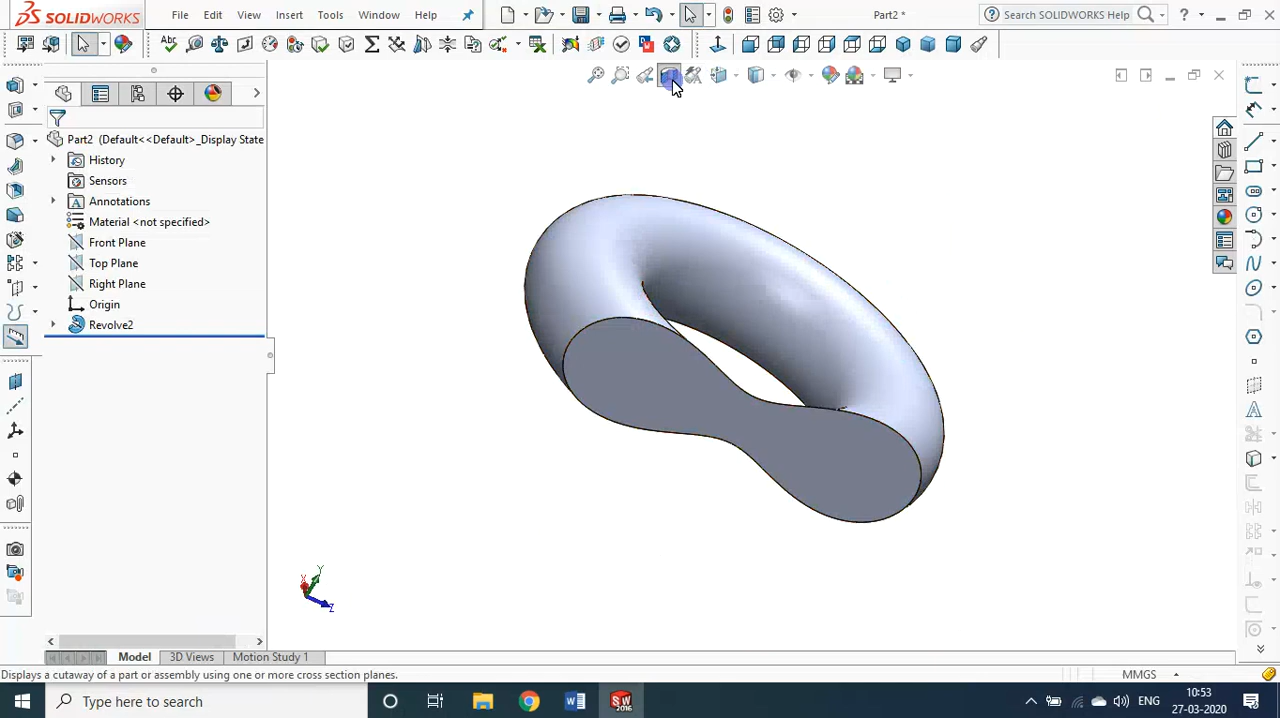 SOLIDWORKS
File Edit View Insert Tools Window Help
Part2 *
Search SOLIDWORKS Help
?
Abc
Part2 (Default<<Default>_Display State
History
Sensors
A Annotations
Material <not specified>
Front Plane
Top Plane
Right Plane
Origin
Revolve2
X Y Z
Model 3D Views Motion Study 1
Displays a cutaway of a part or assembly using one or more cross section planes.
MMGS
Type here to search
SW
2016
ENG
10:53
27-03-2020